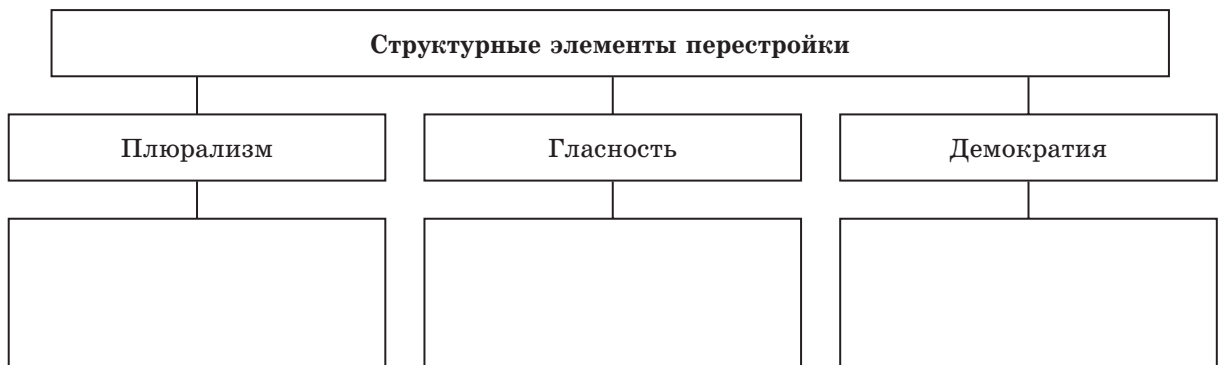 Структурные элементы перестройки
Плюрализм
Гласность
Демократия